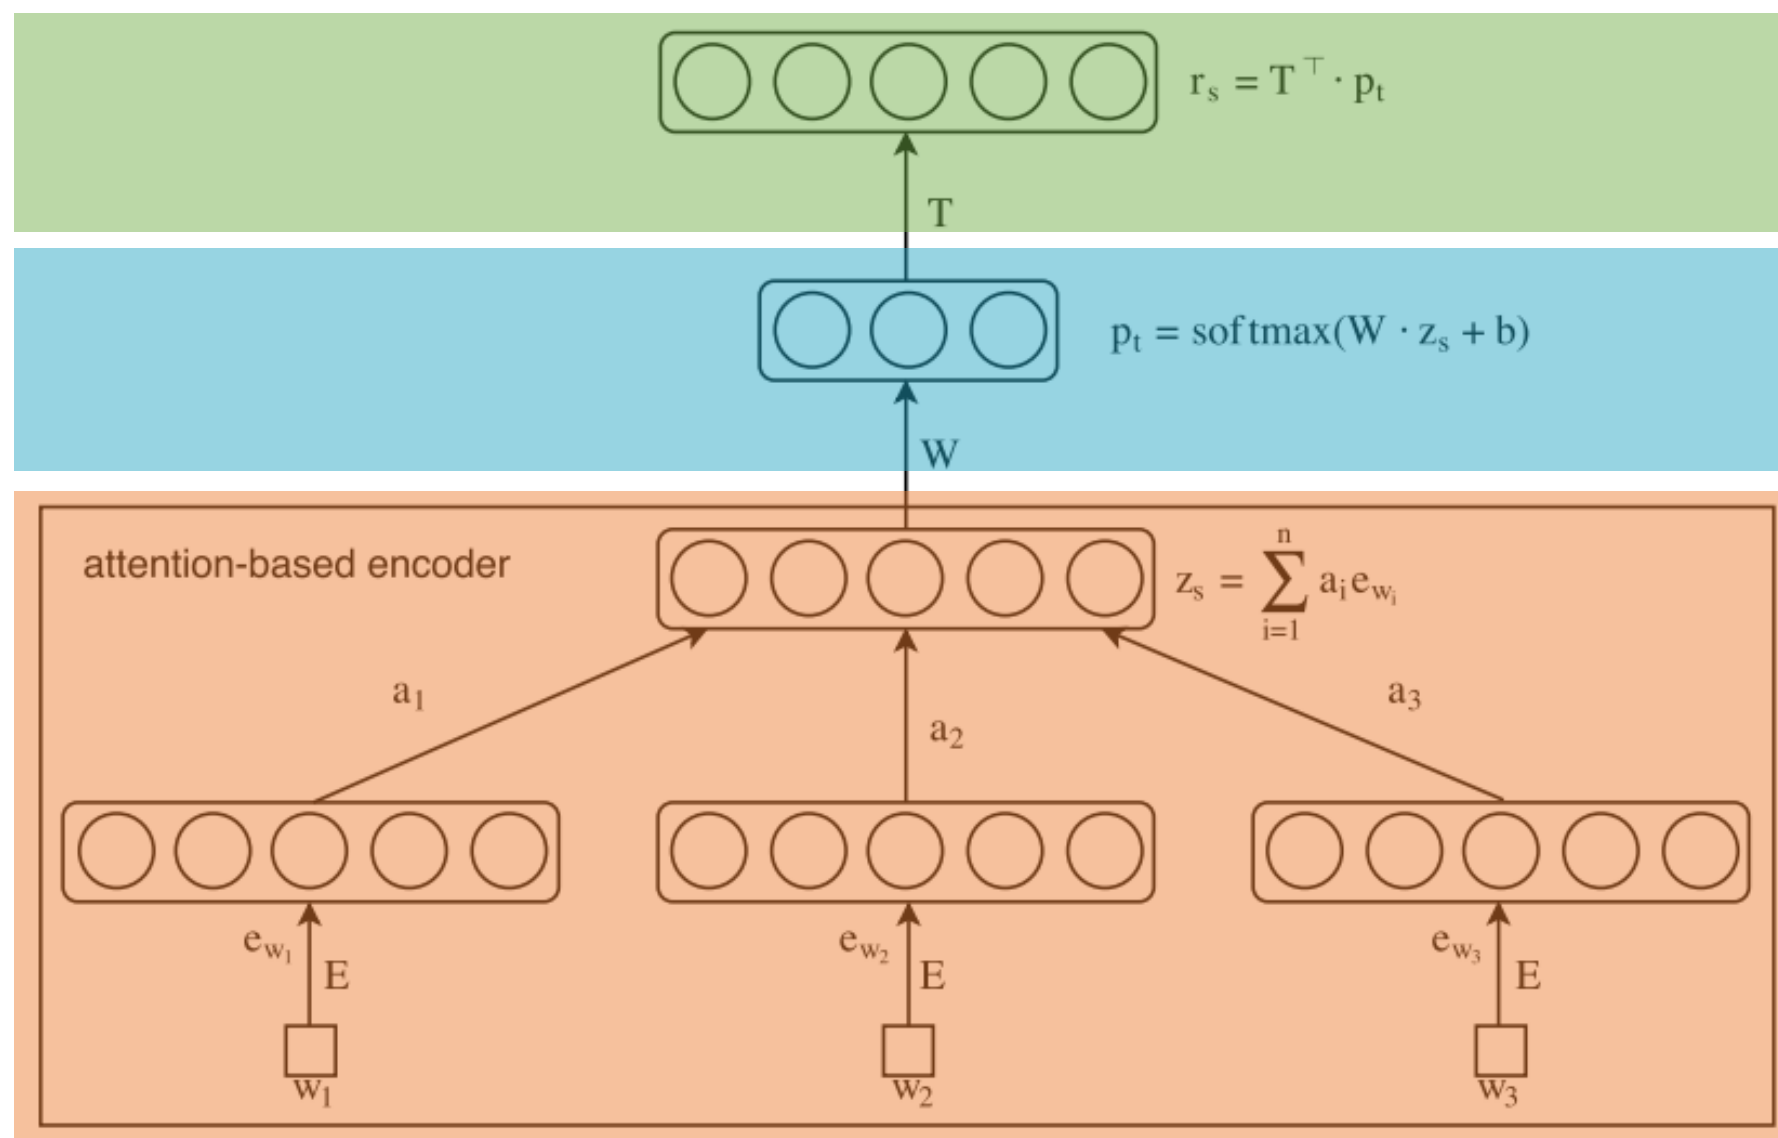 r_s = T^⊤ · p_t
T
p_t = softmax(W · z_s + b)
W
attention-based encoder
z_s = ∑_{i=1}^{n} a_i e_{w_i}
a_1
a_2
a_3
e_{w_1}
E
e_{w_2}
E
e_{w_3}
E
w_1
w_2
w_3